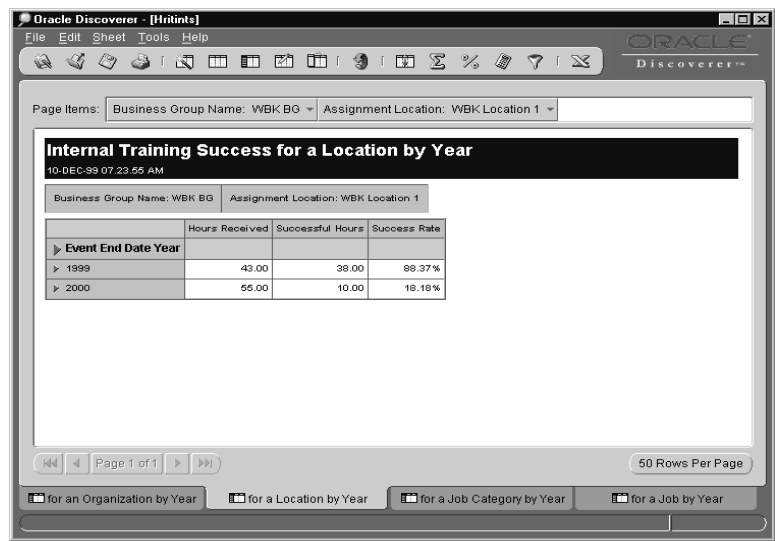 Oracle Discoverer - [Hritints]
File Edit Sheet Tools Help
ORACLE
Discoverer™
Page Items: Business Group Name: WBK BG Assignment Location: WBK Location 1
Internal Training Success for a Location by Year
10-DEC-99 07.23.55 AM
Business Group Name: WBK BG Assignment Location: WBK Location 1
Hours Received Successful Hours Success Rate
Event End Date Year
1999 43.00 38.00 88.37%
2000 55.00 10.00 18.18%
Page 1 of 1 50 Rows Per Page
for an Organization by Year for a Location by Year for a Job Category by Year for a Job by Year